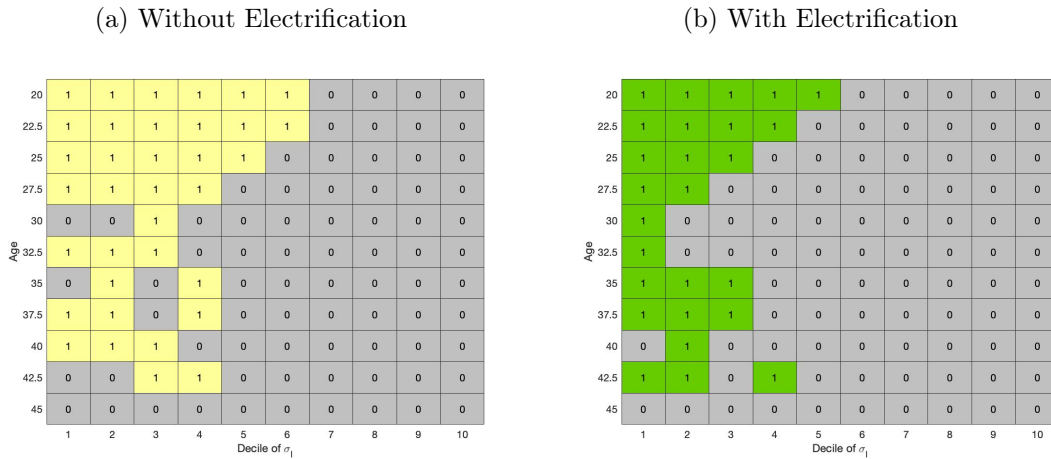 (a) Without Electrification
20 1 1 1 1 1 1 0 0 0 0
22.5 1 1 1 1 1 1 0 0 0 0
25 1 1 1 1 1 0 0 0 0 0
27.5 1 1 1 1 0 0 0 0 0 0
30 0 0 1 0 0 0 0 0 0 0
32.5 1 1 1 0 0 0 0 0 0 0
35 0 1 0 1 0 0 0 0 0 0
37.5 1 1 0 1 0 0 0 0 0 0
40 1 1 1 0 0 0 0 0 0 0
42.5 0 0 1 1 0 0 0 0 0 0
45 0 0 0 0 0 0 0 0 0 0
1 2 3 4 5 6 7 8 9 10
Age
Decile of σ_l
(b) With Electrification
20 1 1 1 1 1 0 0 0 0 0
22.5 1 1 1 1 0 0 0 0 0 0
25 1 1 1 0 0 0 0 0 0 0
27.5 1 1 0 0 0 0 0 0 0 0
30 1 0 0 0 0 0 0 0 0 0
32.5 1 0 0 0 0 0 0 0 0 0
35 1 1 1 0 0 0 0 0 0 0
37.5 1 1 1 0 0 0 0 0 0 0
40 0 1 0 0 0 0 0 0 0 0
42.5 1 1 0 1 0 0 0 0 0 0
45 0 0 0 0 0 0 0 0 0 0
1 2 3 4 5 6 7 8 9 10
Age
Decile of σ_l